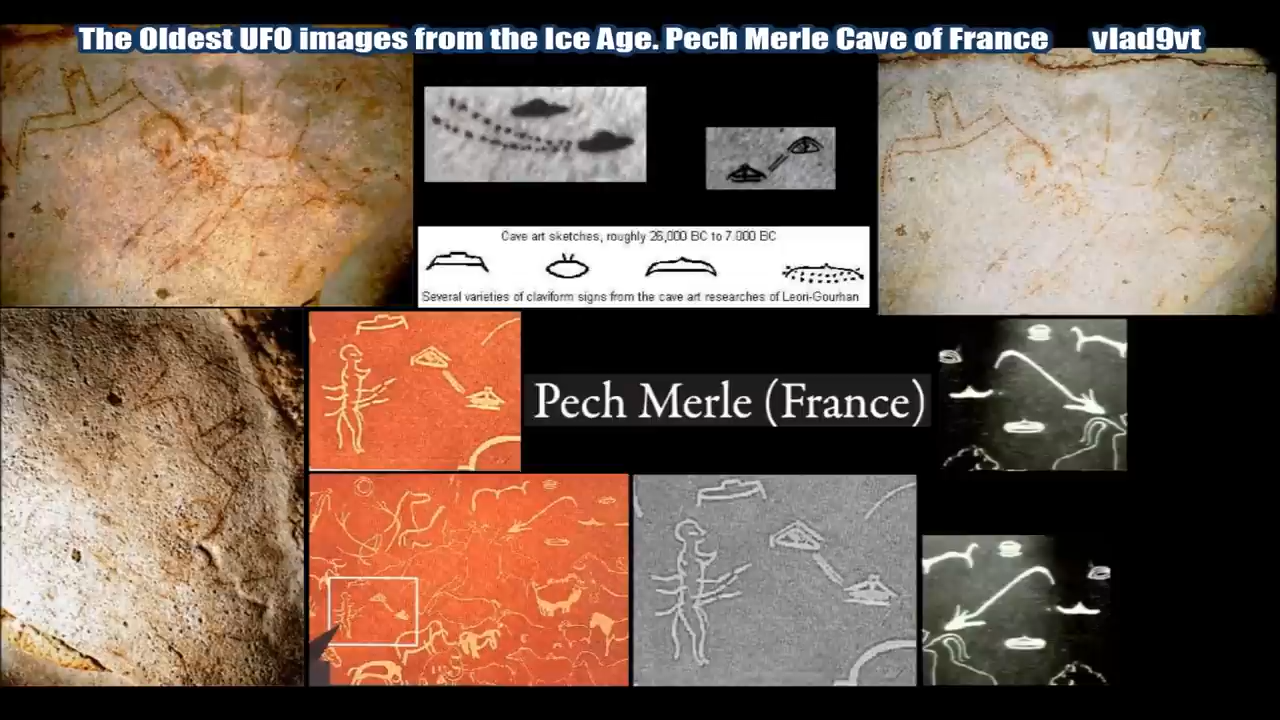 The Oldest UFO images from the Ice Age. Pech Merle Cave of France vlad9vt
Cave art sketches, roughly 26,000 BC to 7.000 BC
Several varieties of claviform signs from the cave art researches of Leori-Gourhan
Pech Merle (France)